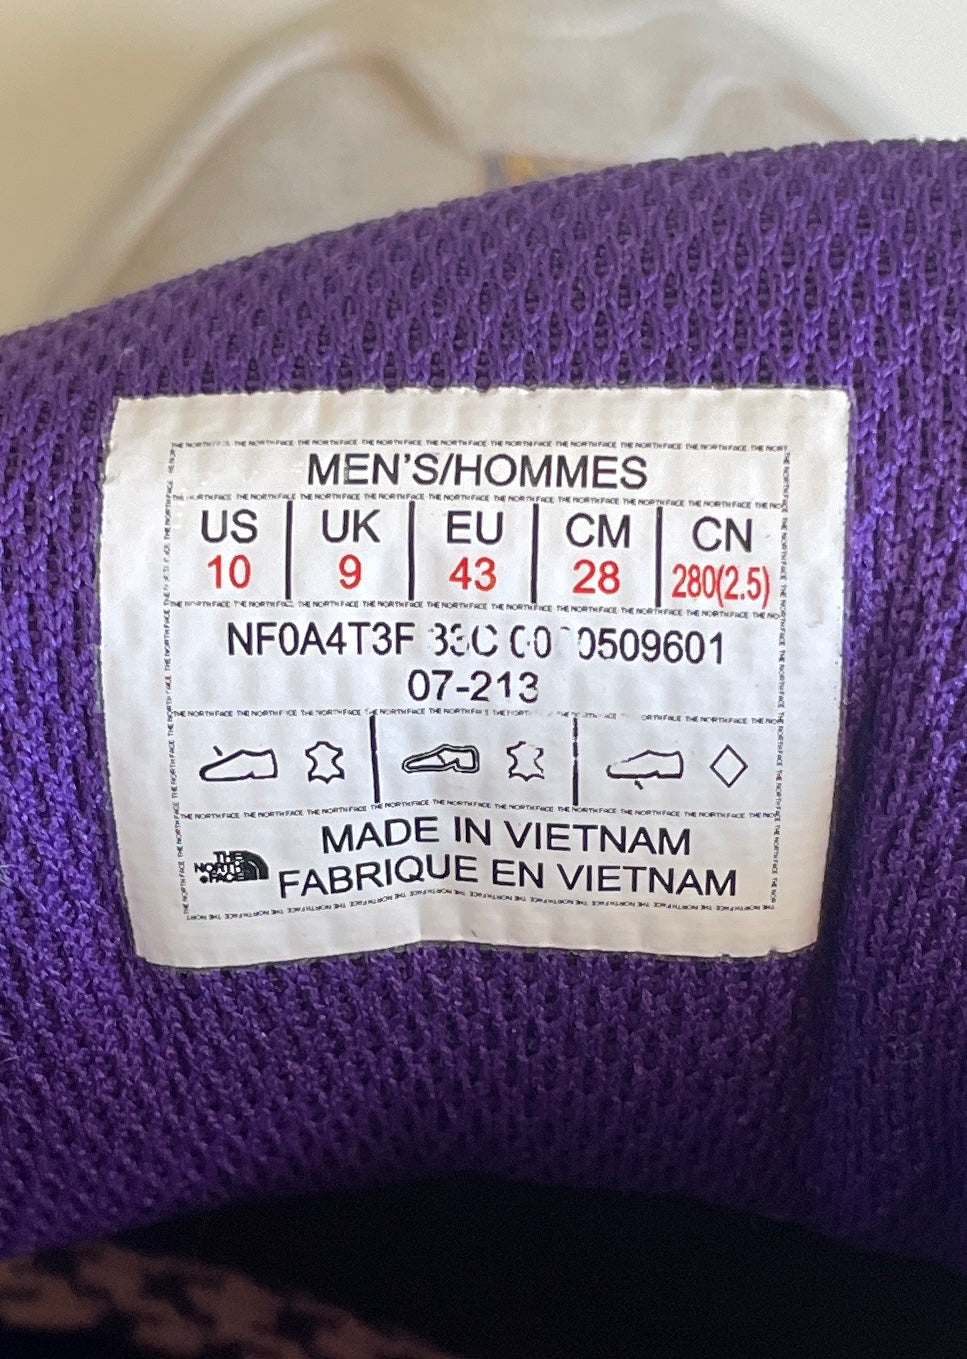 MEN'S/HOMMES
US UK EU CM CN
10 9 43 28 280(2.5)
NF0A4T3F
07-213
MADE IN VIETNAM
THE NORTH FACE
FABRIQUE EN VIETNAM